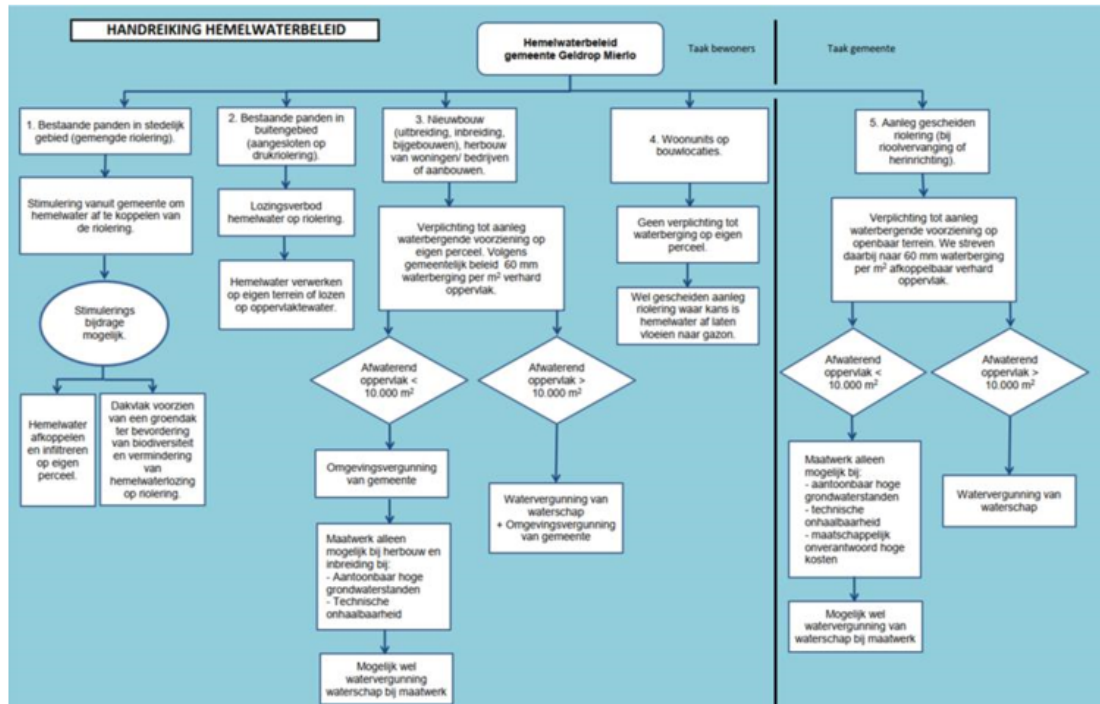 HANDREIKING HEMELWATERBELEID
Hemelwaterbeleid
gemeente Geldrop Mierlo
Taak bewoners
Taak gemeente
1. Bestaande panden in stedelijk
gebied (gemengde riolering).
Stimulering vanuit gemeente om
hemelwater af te koppelen van
de riolering.
Stimulerings
bijdrage
mogelijk.
Hemelwater
afkoppelen
en infiltreren
op eigen
perceel.
Dakvlak voorzien
van een groendak
ter bevordering
van biodiversiteit
en vermindering
van
hemelwaterlozing
op riolering.
2. Bestaande panden in
buitengebied
(aangesloten op
drukriolering).
Lozingsverbod
hemelwater op riolering.
Hemelwater verwerken
op eigen terrein of lozen
op oppervlaktewater.
3. Nieuwbouw
(uitbreiding, inbreiding,
bijgebouwen), herbouw
van woningen/ bedrijven
of aanbouwen.
Verplichting tot aanleg
waterbergende voorziening op
eigen perceel. Volgens
gemeentelijk beleid 60 mm
waterberging per m² verhard
oppervlak.
Afwaterend
oppervlak <
10.000 m²
Omgevingsvergunning
van gemeente
Maatwerk alleen
mogelijk bij herbouw en
inbreiding bij:
- Aantoonbaar hoge
grondwaterstanden
- Technische
onhaalbaarheid
Mogelijk wel
watervergunning
waterschap bij maatwerk
Afwaterend
oppervlak >
10.000 m²
Watervergunning van
waterschap
+ Omgevingsvergunning
van gemeente
4. Woonunits op
bouwlocaties.
Geen verplichting tot
waterberging op eigen
perceel.
Wel gescheiden aanleg
riolering waar kans is
hemelwater af laten
vloeien naar gazon.
5. Aanleg gescheiden
riolering (bij
rioolvervanging of
herinrichting).
Verplichting tot aanleg
waterbergende voorziening op
openbaar terrein. We streven
daarbij naar 60 mm waterberging
per m² afkoppelbaar verhard
oppervlak.
Afwaterend
oppervlak <
10.000 m²
Maatwerk alleen
mogelijk bij:
- aantoonbaar hoge
grondwaterstanden
- technische
onhaalbaarheid
- maatschappelijk
onverantwoord hoge
kosten
Mogelijk wel
watervergunning van
waterschap bij maatwerk
Afwaterend
oppervlak >
10.000 m²
Watervergunning van
waterschap